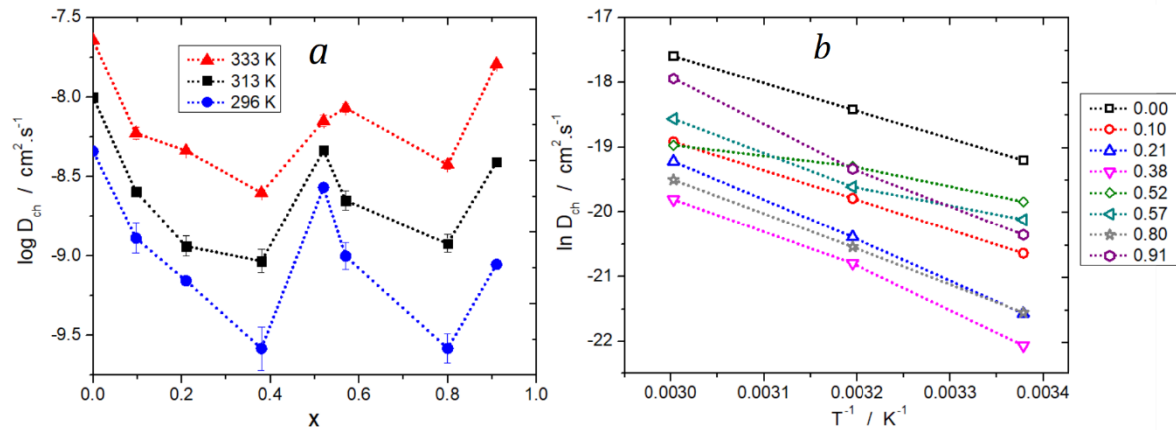 a
333 K
313 K
296 K
log D_ch / cm².s⁻¹
-7.5
-8.0
-8.5
-9.0
-9.5
0.0 0.2 0.4 0.6 0.8 1.0
x
b
ln D_ch / cm².s⁻¹
-17
-18
-19
-20
-21
-22
0.0030 0.0031 0.0032 0.0033 0.0034
T⁻¹ / K⁻¹
0.00
0.10
0.21
0.38
0.52
0.57
0.80
0.91